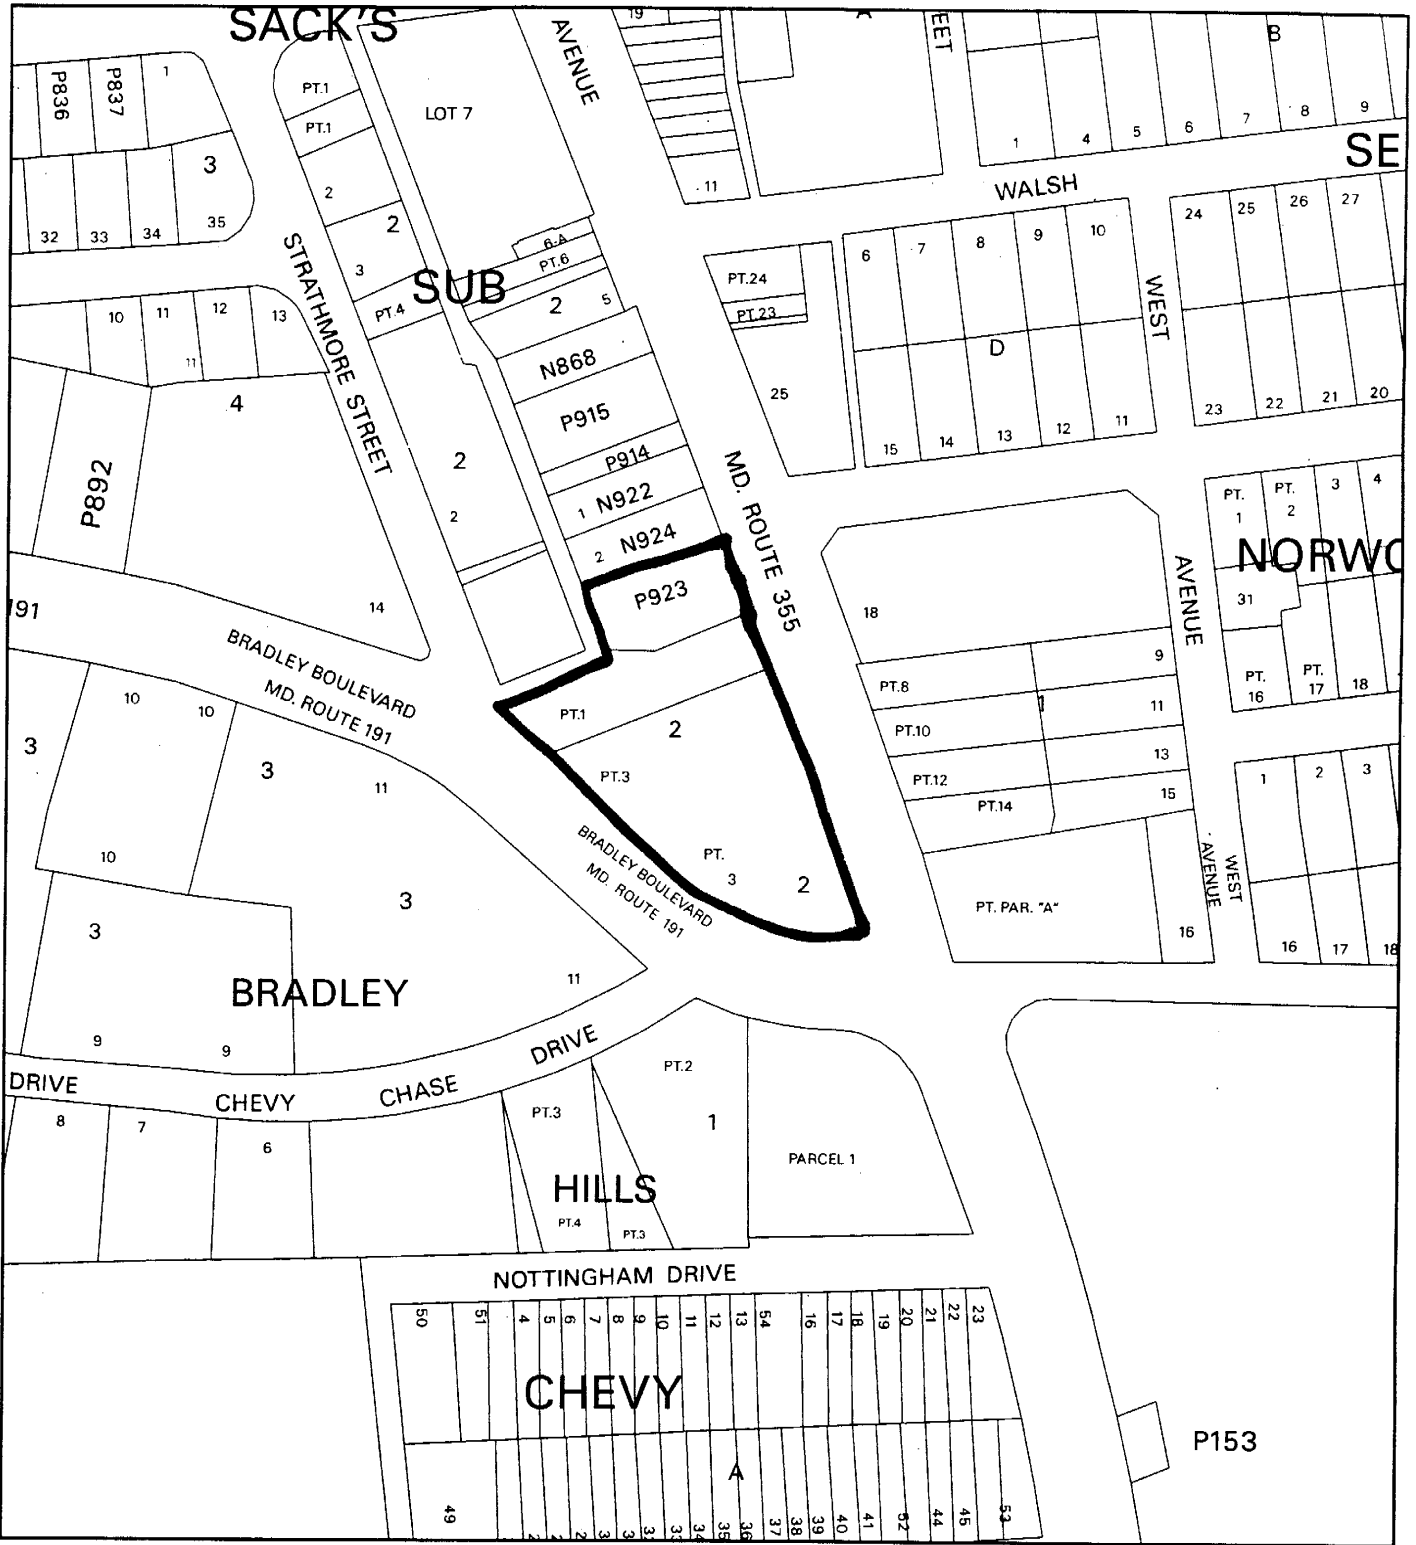 SACK'S
AVENUE
19
A
EET
B
P836
P837
1
PT.1
PT.1
LOT 7
11
1
4
5
6
7
8
9
SE
WALSH
3
35
32
33
34
2
2
3
PT.4
STRATHMORE STREET
SUB
6-A
PT.6
2
5
PT.24
PT.23
25
6
7
8
9
10
D
15
14
13
12
11
WEST
24
25
26
27
23
22
21
20
10
11
12
13
11
4
P892
14
2
2
N868
P915
P914
1 N922
2 N924
P923
MD. ROUTE 355
18
AVENUE
PT.
1
PT.
2
3
4
NORWO
31
PT.
16
PT.
17
18
191
BRADLEY BOULEVARD
MD. ROUTE 191
PT.1
2
PT.3
PT.
3
2
BRADLEY BOULEVARD
MD. ROUTE 191
PT.8
9
PT.10
1
11
PT.12
13
PT.14
15
PT. PAR. "A"
16
WEST
AVENUE
1
2
3
16
17
18
3
10
10
3
11
10
3
3
BRADLEY
11
9
9
DRIVE
CHEVY
CHASE
DRIVE
8
7
6
PT.3
PT.2
1
HILLS
PT.4
PT.3
PARCEL 1
NOTTINGHAM DRIVE
50
51
4
5
6
7
8
9
10
11
12
13
54
16
17
18
19
20
21
22
23
CHEVY
A
49
35
36
37
38
39
40
41
52
44
45
53
P153